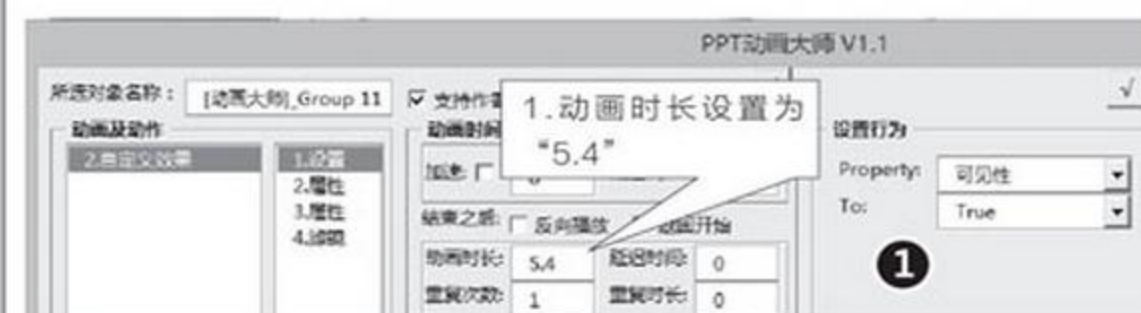 PPT动画大师 V1.1
所选对象名称： [动画大师]_Group 11
支持作者
动画及动作
动画时间
设置行为
1.动画时长设置为
“5.4”
2.自定义效果
1.设置
2.属性
3.属性
4.滤镜
加速:
Property: 可见性
To: True
结束之后: 反向播放
开始
动画时长: 5.4 延迟时间: 0
重复次数: 1 重复时长: 0
1